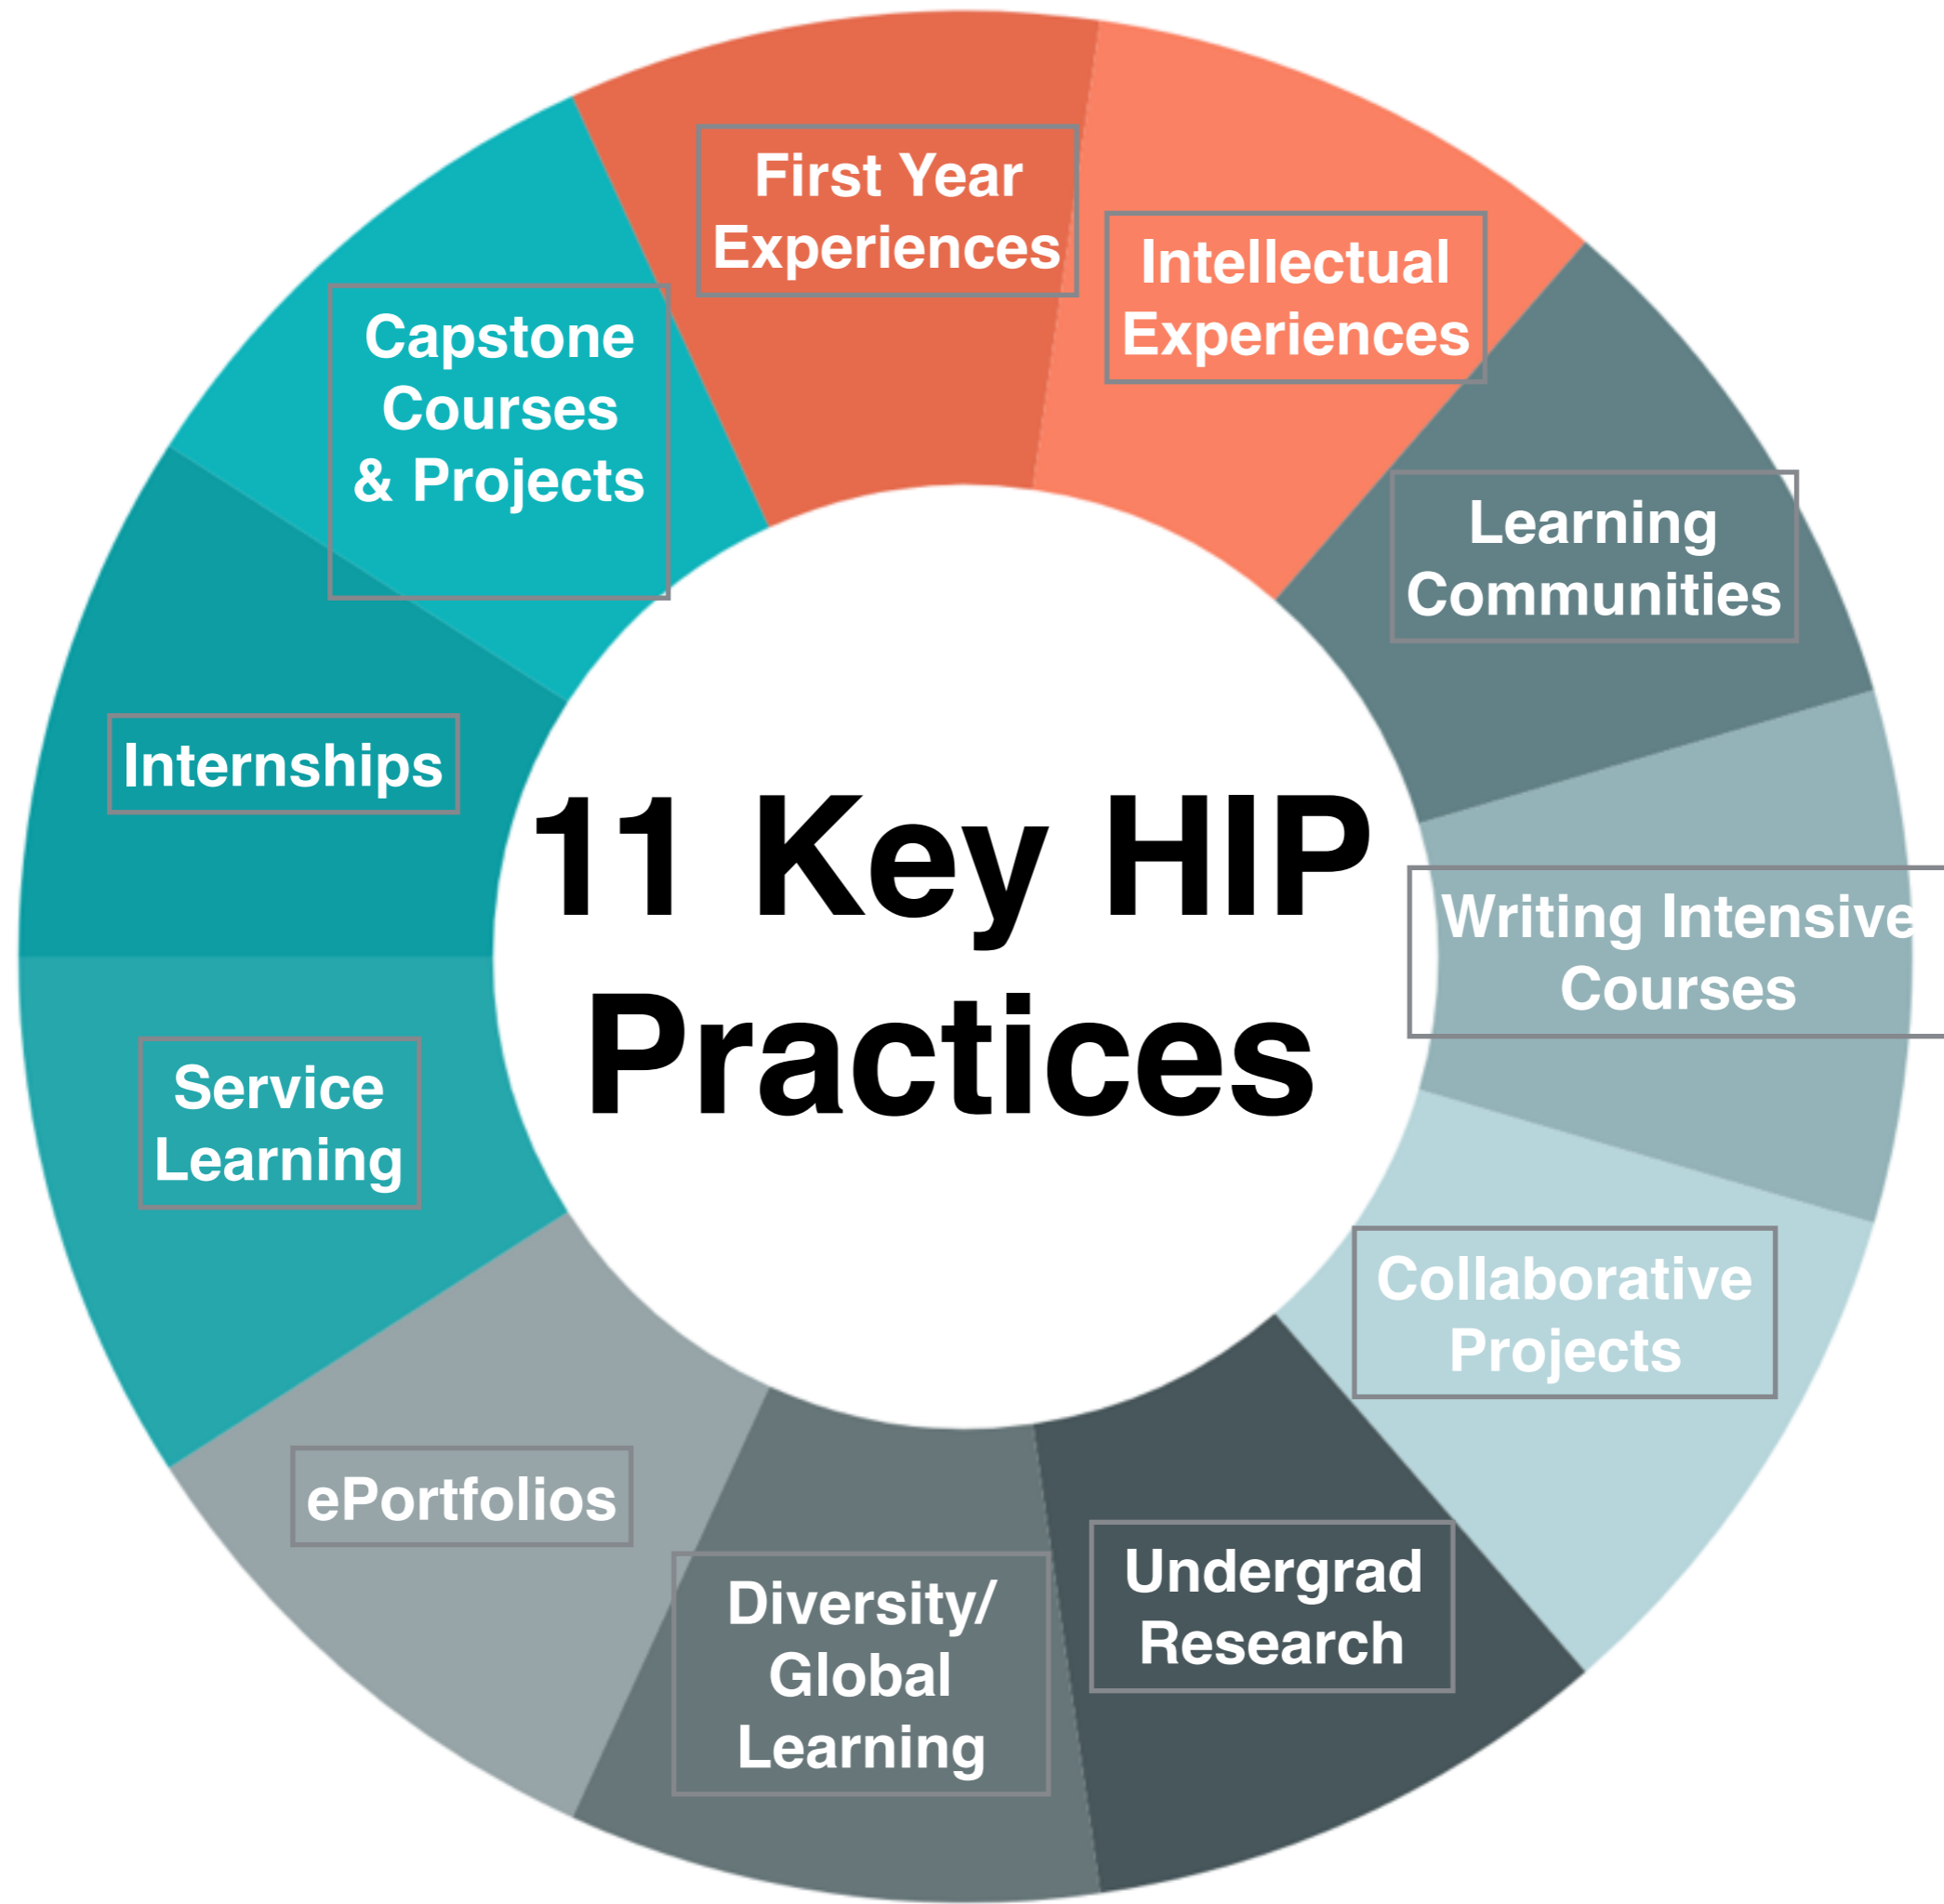 First Year
Experiences
Intellectual
Experiences
Learning
Communities
Writing Intensive
Courses
Collaborative
Projects
Undergrad
Research
Diversity/
Global
Learning
ePortfolios
Service
Learning
Internships
Capstone
Courses
& Projects
11 Key HIP
Practices